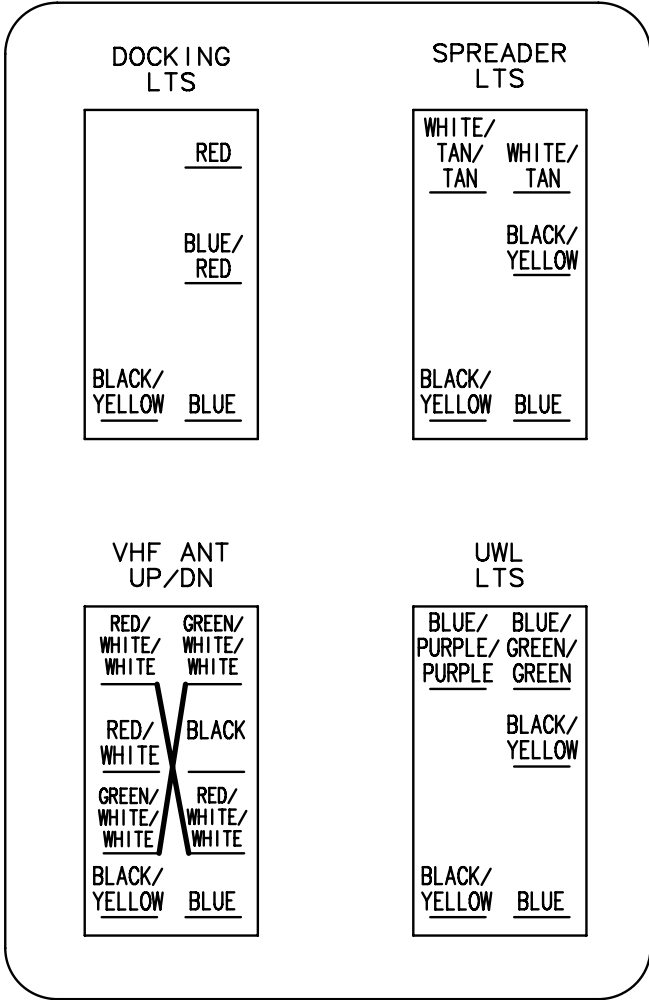 DOCKING
LTS
RED
BLUE/
RED
BLACK/
YELLOW
BLUE
SPREADER
LTS
WHITE/
TAN/
TAN
WHITE/
TAN
BLACK/
YELLOW
BLACK/
YELLOW
BLUE
VHF ANT
UP/DN
RED/
WHITE/
WHITE
GREEN/
WHITE/
WHITE
RED/
WHITE
BLACK
GREEN/
WHITE/
WHITE
RED/
WHITE/
WHITE
BLACK/
YELLOW
BLUE
UWL
LTS
BLUE/
PURPLE/
PURPLE
BLUE/
GREEN/
GREEN
BLACK/
YELLOW
BLACK/
YELLOW
BLUE